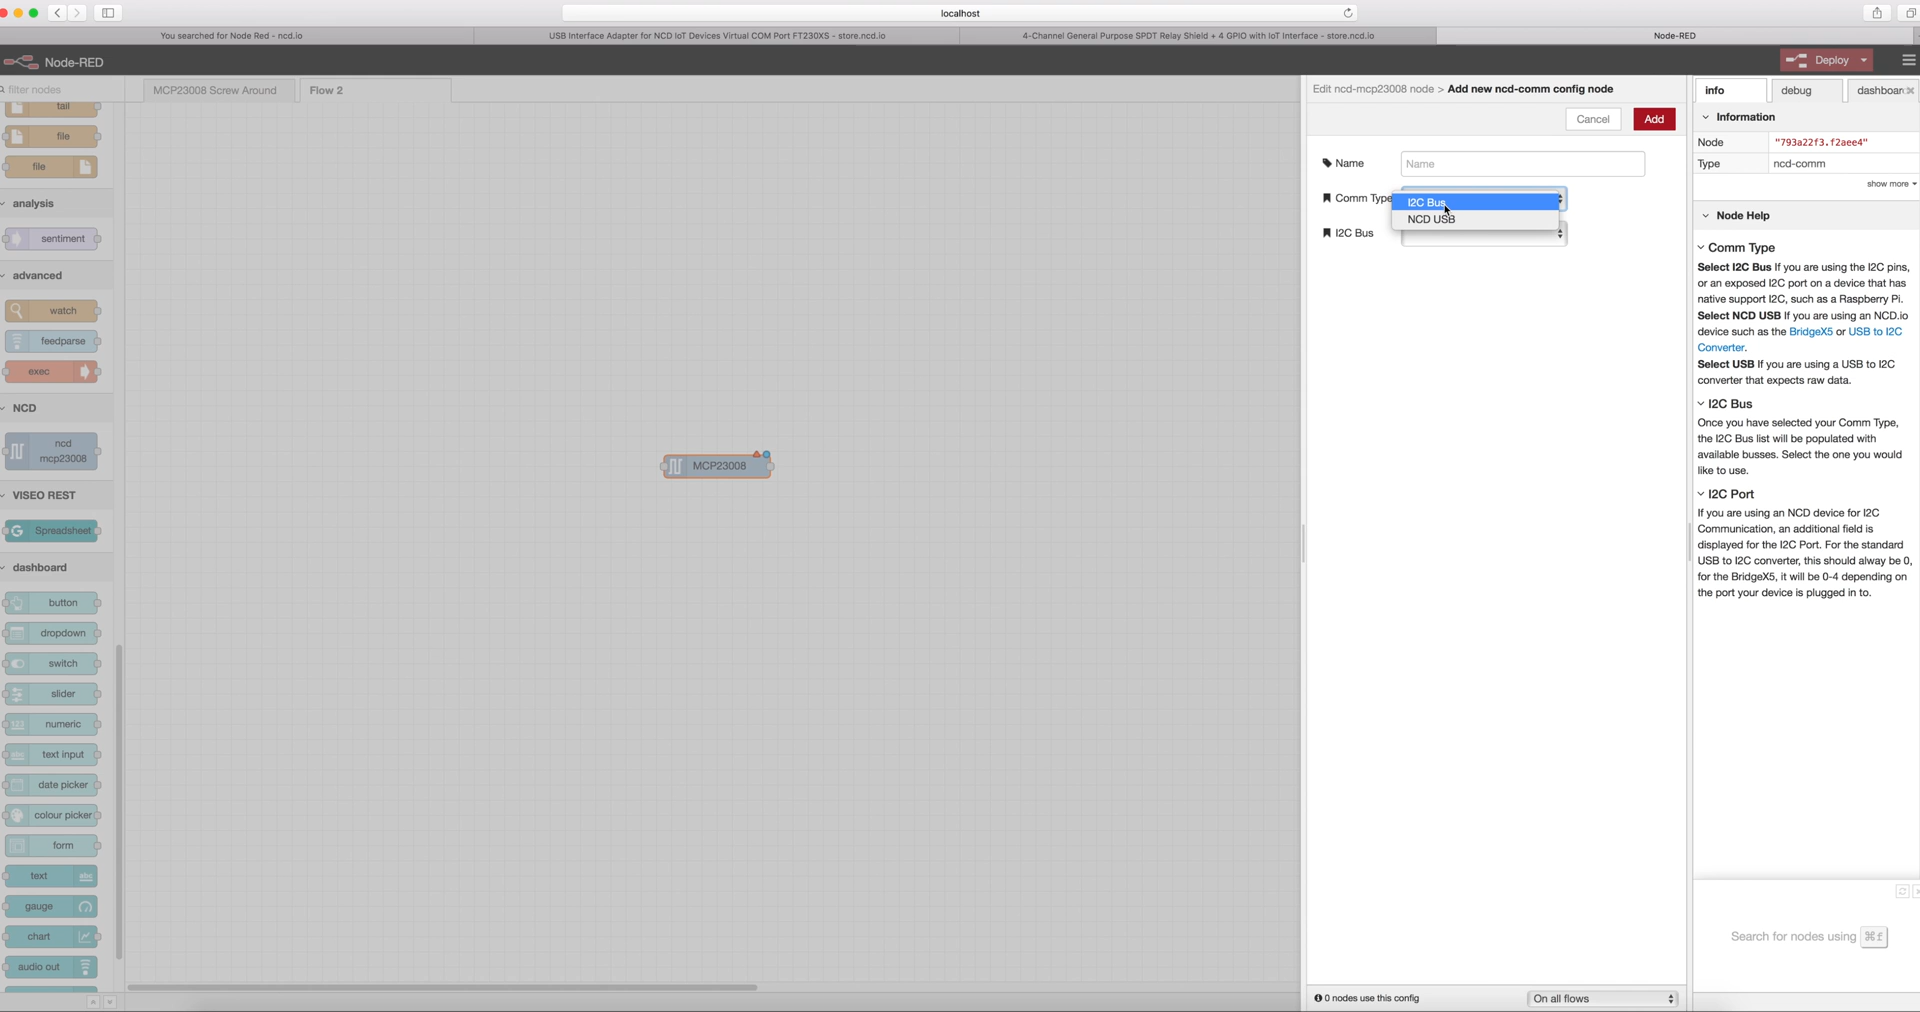 localhost
You searched for Node Red - ncd.io
USB Interface Adapter for NCD IoT Devices Virtual COM Port FT230XS - store.ncd.io
4-Channel General Purpose SPDT Relay Shield + 4 GPIO with IoT Interface - store.ncd.io
Node-RED
Node-RED
Deploy
filter nodes
MCP23008 Screw Around
Flow 2
tail
file
file
analysis
sentiment
advanced
watch
feedparse
exec
NCD
ncd
mcp23008
VISEO REST
G Spreadsheet
dashboard
button
dropdown
switch
slider
123 numeric
abc text input
date picker
colour picker
form
text abc
gauge
chart
audio out
MCP23008
Edit ncd-mcp23008 node > Add new ncd-comm config node
Cancel
Add
Name
Name
Comm Type
I2C Bus
NCD USB
I2C Bus
0 nodes use this config
On all flows
info
debug
dashboar
Information
Node "793a22f3.f2aee4"
Type ncd-comm
show more
Node Help
Comm Type
Select I2C Bus If you are using the I2C pins,
or an exposed I2C port on a device that has
native support I2C, such as a Raspberry Pi.
Select NCD USB If you are using an NCD.io
device such as the BridgeX5 or USB to I2C
Converter.
Select USB If you are using a USB to I2C
converter that expects raw data.
I2C Bus
Once you have selected your Comm Type,
the I2C Bus list will be populated with
available busses. Select the one you would
like to use.
I2C Port
If you are using an NCD device for I2C
Communication, an additional field is
displayed for the I2C Port. For the standard
USB to I2C converter, this should alway be 0,
for the BridgeX5, it will be 0-4 depending on
the port your device is plugged in to.
Search for nodes using ⌘f